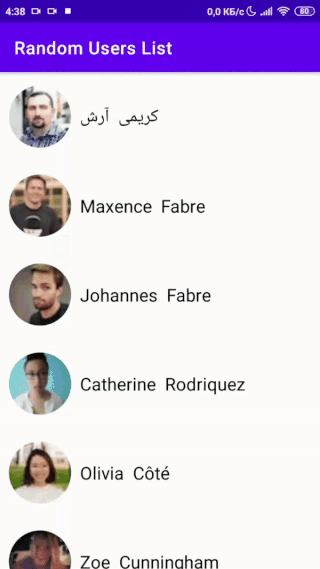 4:38 0,0 КБ/с 80
Random Users List
کریمی آرش
Maxence Fabre
Johannes Fabre
Catherine Rodriquez
Olivia Côté
Zoe Cunningham